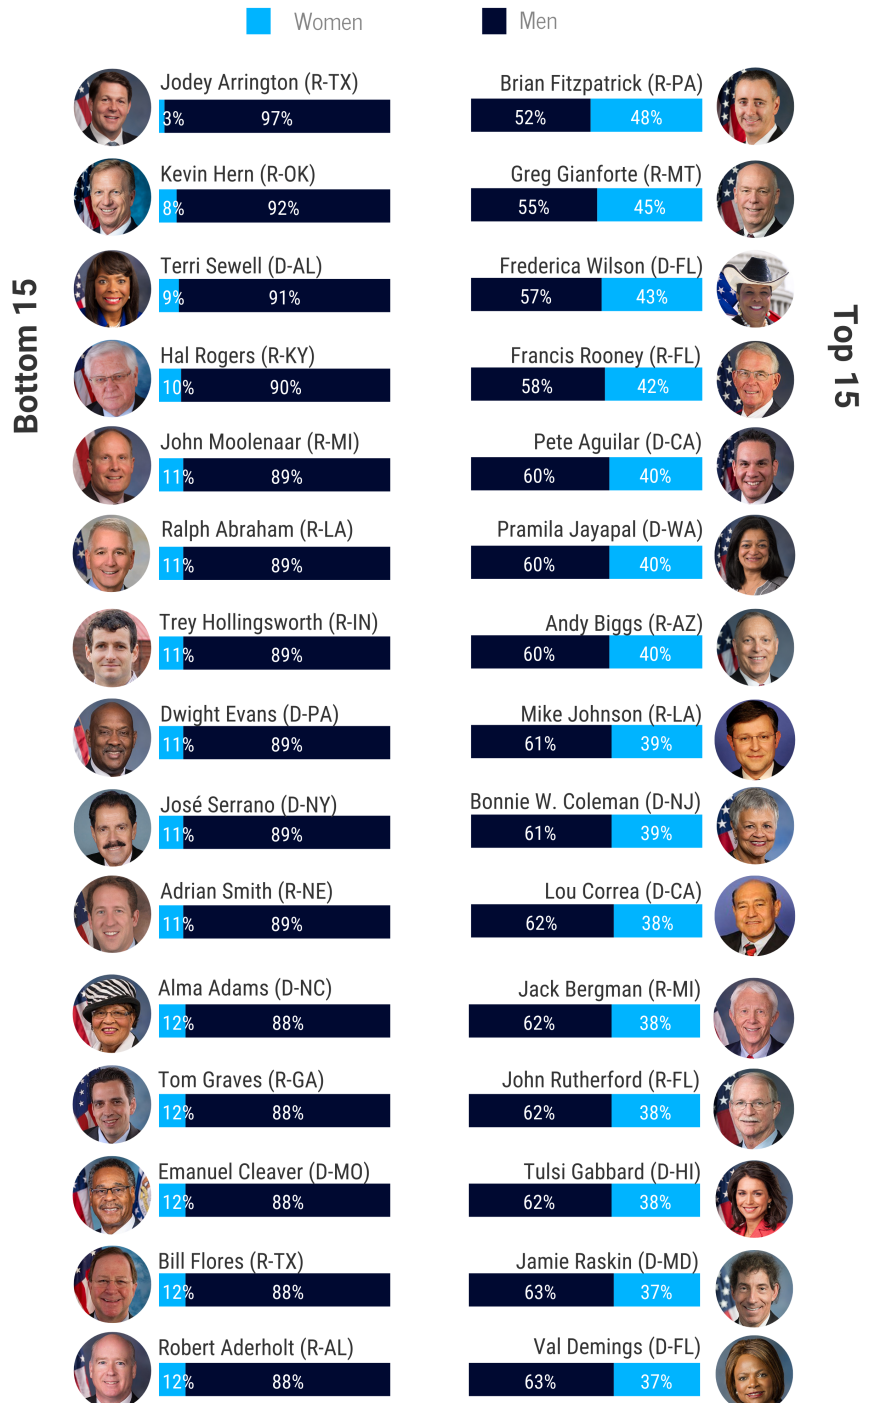 Women
Men
Bottom 15
Jodey Arrington (R-TX)
3% 97%
Kevin Hern (R-OK)
8% 92%
Terri Sewell (D-AL)
9% 91%
Hal Rogers (R-KY)
10% 90%
John Moolenaar (R-MI)
11% 89%
Ralph Abraham (R-LA)
11% 89%
Trey Hollingsworth (R-IN)
11% 89%
Dwight Evans (D-PA)
11% 89%
José Serrano (D-NY)
11% 89%
Adrian Smith (R-NE)
11% 89%
Alma Adams (D-NC)
12% 88%
Tom Graves (R-GA)
12% 88%
Emanuel Cleaver (D-MO)
12% 88%
Bill Flores (R-TX)
12% 88%
Robert Aderholt (R-AL)
12% 88%
Top 15
Brian Fitzpatrick (R-PA)
52% 48%
Greg Gianforte (R-MT)
55% 45%
Frederica Wilson (D-FL)
57% 43%
Francis Rooney (R-FL)
58% 42%
Pete Aguilar (D-CA)
60% 40%
Pramila Jayapal (D-WA)
60% 40%
Andy Biggs (R-AZ)
60% 40%
Mike Johnson (R-LA)
61% 39%
Bonnie W. Coleman (D-NJ)
61% 39%
Lou Correa (D-CA)
62% 38%
Jack Bergman (R-MI)
62% 38%
John Rutherford (R-FL)
62% 38%
Tulsi Gabbard (D-HI)
62% 38%
Jamie Raskin (D-MD)
63% 37%
Val Demings (D-FL)
63% 37%